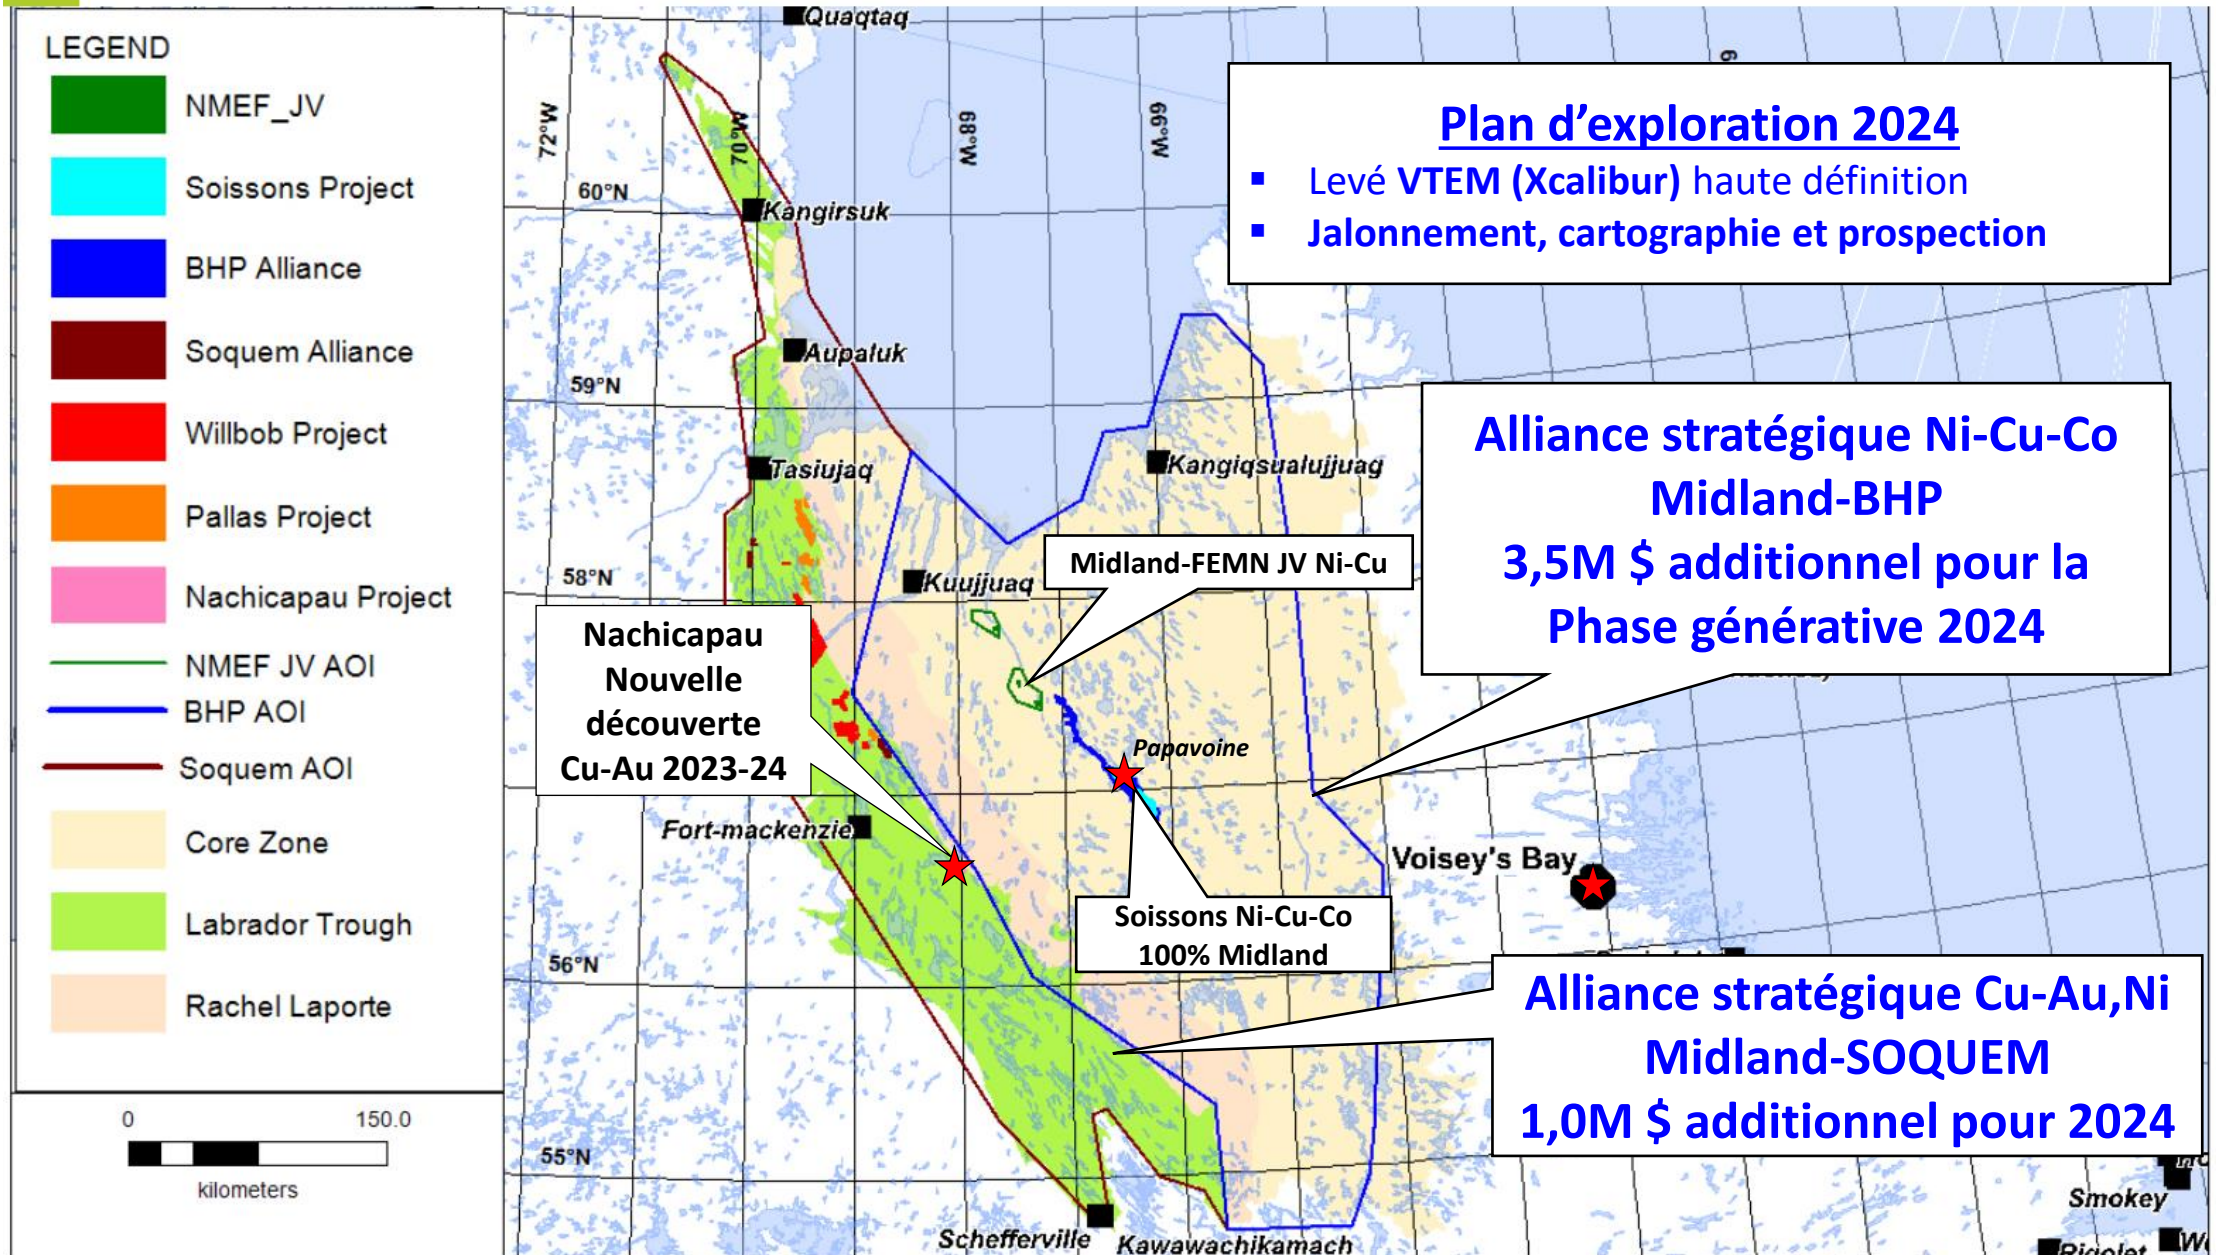 LEGEND
NMEF_JV
Soissons Project
BHP Alliance
Soquem Alliance
Willbob Project
Pallas Project
Nachicapau Project
NMEF JV AOI
BHP AOI
Soquem AOI
Core Zone
Labrador Trough
Rachel Laporte
0 150.0
kilometers
Quaqtaq
72°W
70°W
68°W
66°W
60°N
Kangirsuk
Plan d’exploration 2024
▪ Levé VTEM (Xcalibur) haute définition
▪ Jalonnement, cartographie et prospection
Aupaluk
59°N
Tasiujaq
Kangiqsualujjuaq
Alliance stratégique Ni-Cu-Co
Midland-BHP
3,5M $ additionnel pour la
Phase générative 2024
58°N
Kuujjuaq
Midland-FEMN JV Ni-Cu
Nachicapau
Nouvelle
découverte
Cu-Au 2023-24
Papavoine
Fort-mackenzie
Voisey's Bay
Soissons Ni-Cu-Co
100% Midland
56°N
Alliance stratégique Cu-Au,Ni
Midland-SOQUEM
1,0M $ additionnel pour 2024
55°N
Schefferville
Kawawachikamach
Smokey
Rigolet